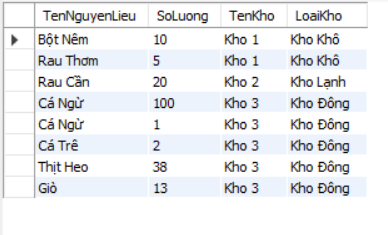 TenNguyenLieu SoLuong TenKho LoaiKho
Bột Nêm 10 Kho 1 Kho Khô
Rau Thơm 5 Kho 1 Kho Khô
Rau Cần 20 Kho 2 Kho Lạnh
Cá Ngừ 100 Kho 3 Kho Đông
Cá Ngừ 1 Kho 3 Kho Đông
Cá Trê 2 Kho 3 Kho Đông
Thịt Heo 38 Kho 3 Kho Đông
Giò 13 Kho 3 Kho Đông